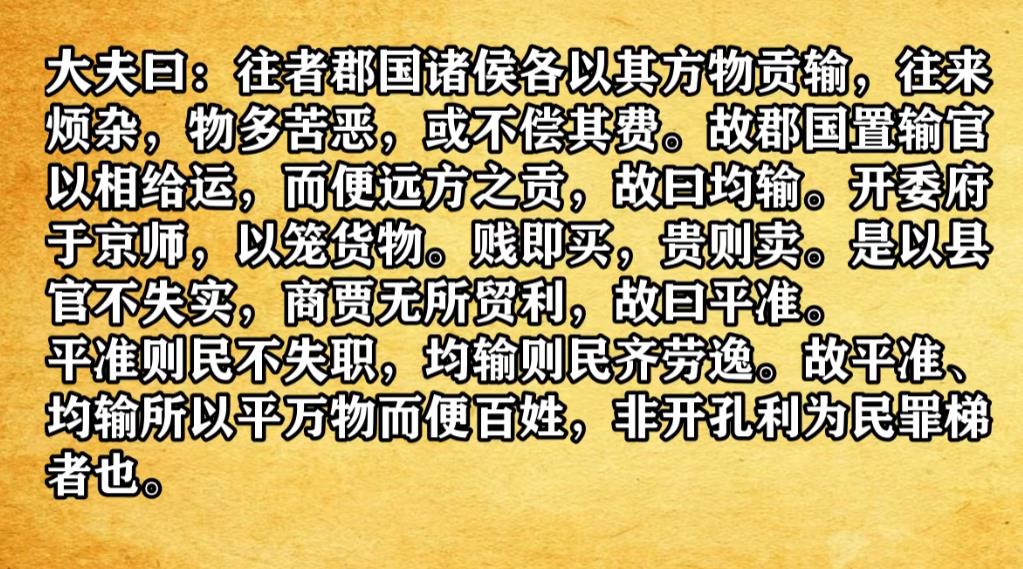 大夫曰：往者郡国诸侯各以其方物贡输，往来
烦杂，物多苦恶，或不偿其费。故郡国置输官
以相给运，而便远方之贡，故曰均输。开委府
于京师，以笼货物。贱即买，贵则卖。是以县
官不失实，商贾无所贸利，故曰平准。
平准则民不失职，均输则民齐劳逸。故平准、
均输所以平万物而便百姓，非开孔利为民罪梯
者也。